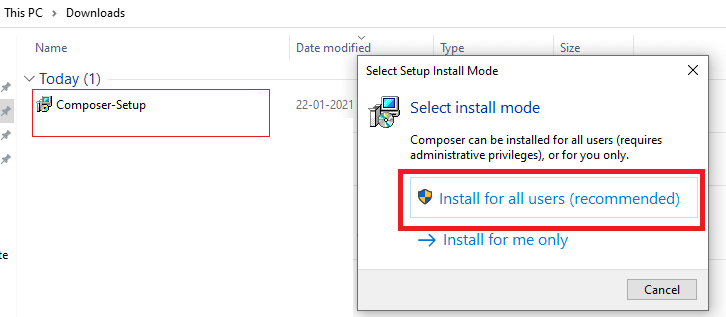 This PC > Downloads
Name Date modified Type Size
Today (1)
Composer-Setup 22-01-2021
Select Setup Install Mode
Select install mode
Composer can be installed for all users (requires
administrative privileges), or for you only.
Install for all users (recommended)
Install for me only
te
Cancel